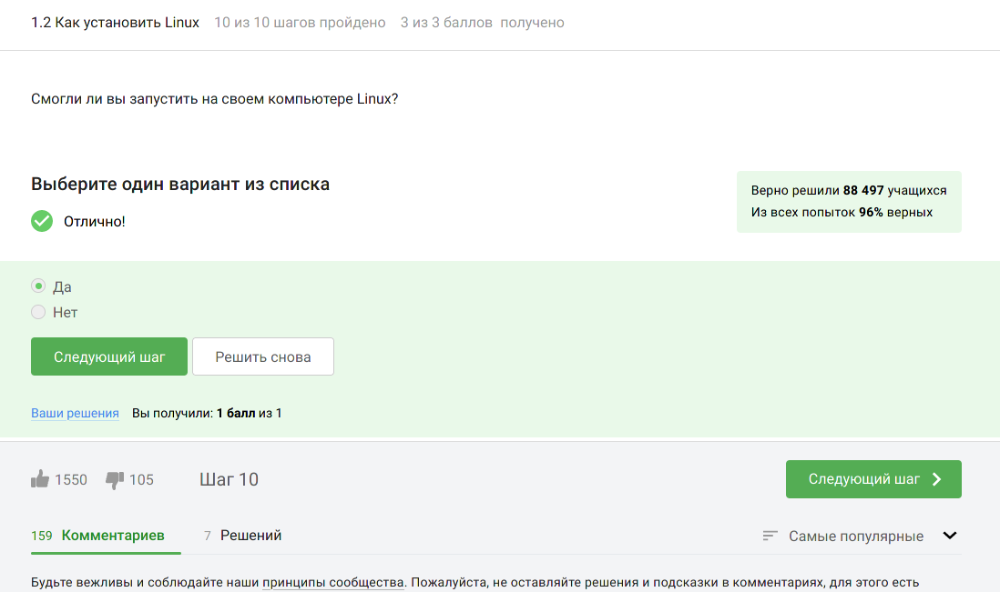 1.2 Как установить Linux 10 из 10 шагов пройдено 3 из 3 баллов получено
Смогли ли вы запустить на своем компьютере Linux?
Выберите один вариант из списка
Отлично!
Верно решили 88 497 учащихся
Из всех попыток 96% верных
Да
Нет
Следующий шаг Решить снова
Ваши решения Вы получили: 1 балл из 1
1550 105 Шаг 10 Следующий шаг
159 Комментариев 7 Решений Самые популярные
Будьте вежливы и соблюдайте наши принципы сообщества. Пожалуйста, не оставляйте решения и подсказки в комментариях, для этого есть